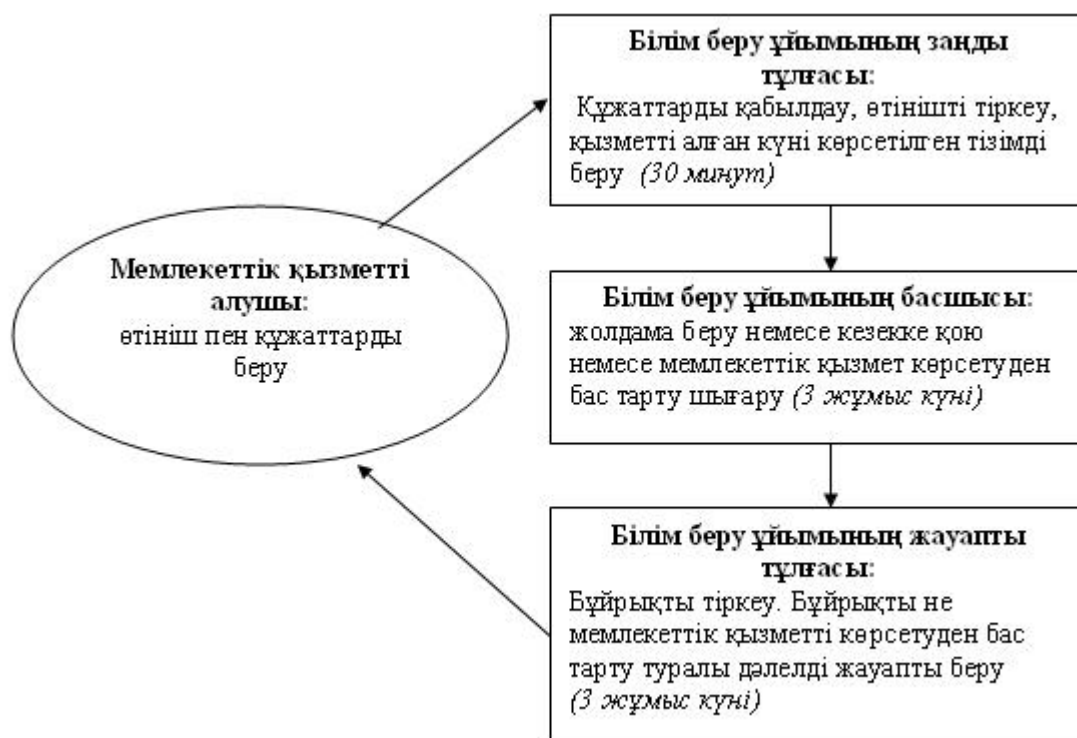 Мемлекеттік қызметті
алушы:
өтініш пен құжаттарды
беру
Білім беру ұйымының заңды
тұлғасы:
Құжаттарды қабылдау, өтінішті тіркеу,
қызметті алған күні көрсетілген тізімді
беру (30 минут)
Білім беру ұйымының басшысы:
жолдама беру немесе кезекке қою
немесе мемлекеттік қызмет көрсетуден
бас тарту шығару (3 жұмыс күні)
Білім беру ұйымының жауапты
тұлғасы:
Бұйрықты тіркеу. Бұйрықты не
мемлекеттік қызметті көрсетуден бас
тарту туралы дәлелді жауапты беру
(3 жұмыс күні)